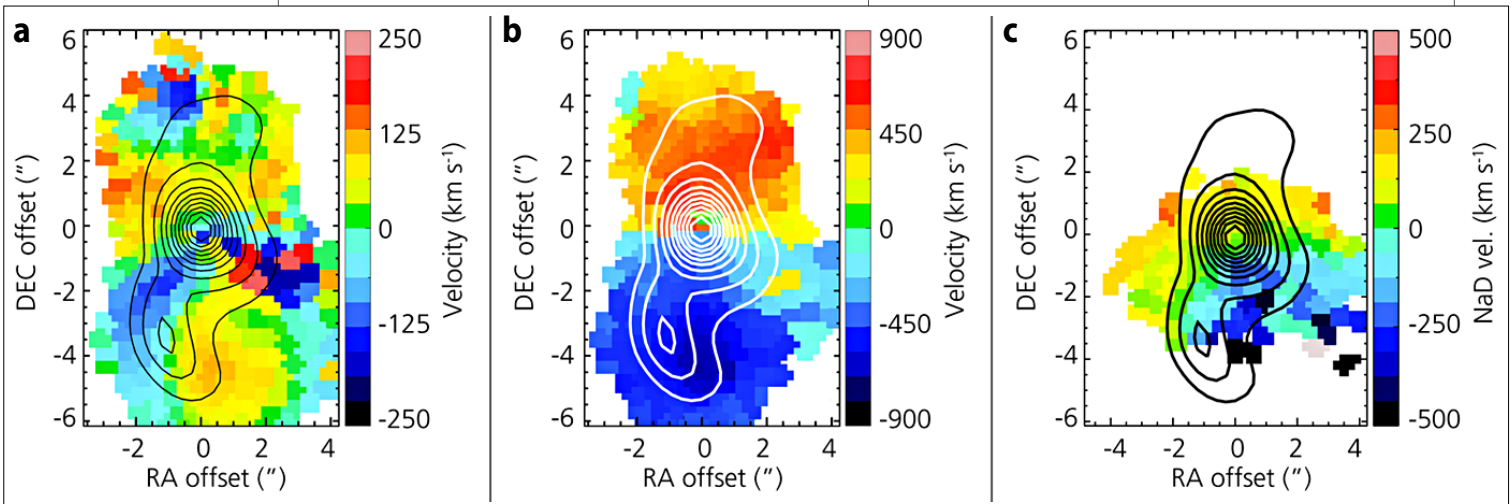 a
6
4
2
0
-2
-4
-6
-2 0 2 4
DEC offset (″)
RA offset (″)
250
125
0
-125
-250
Velocity (km s⁻¹)
b
6
4
2
0
-2
-4
-6
-2 0 2 4
DEC offset (″)
RA offset (″)
900
450
0
-450
-900
Velocity (km s⁻¹)
c
6
4
2
0
-2
-4
-6
-4 -2 0 2 4
DEC offset (″)
RA offset (″)
500
250
0
-250
-500
NaD vel. (km s⁻¹)